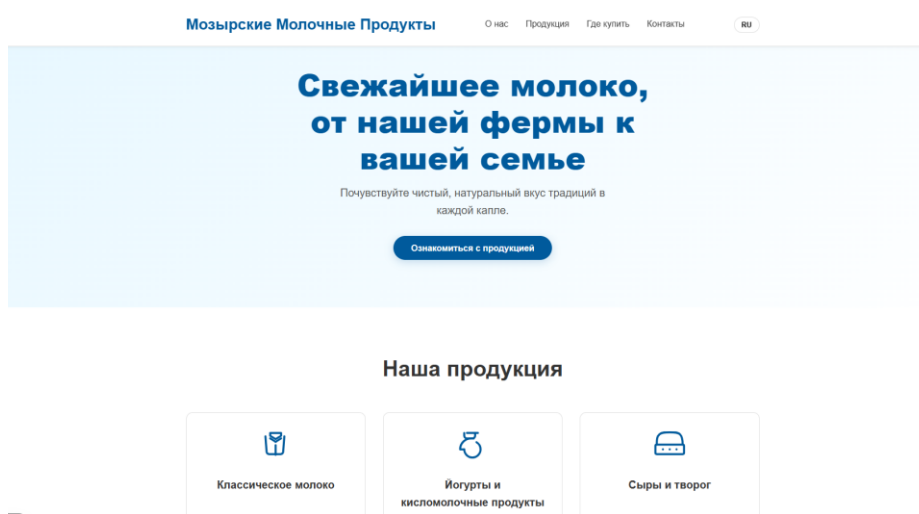 Мозырские Молочные Продукты
О нас
Продукция
Где купить
Контакты
RU
Свежайшее молоко,
от нашей фермы к
вашей семье
Почувствуйте чистый, натуральный вкус традиций в
каждой капле.
Ознакомиться с продукцией
Наша продукция
Классическое молоко
Йогурты и
кисломолочные продукты
Сыры и творог